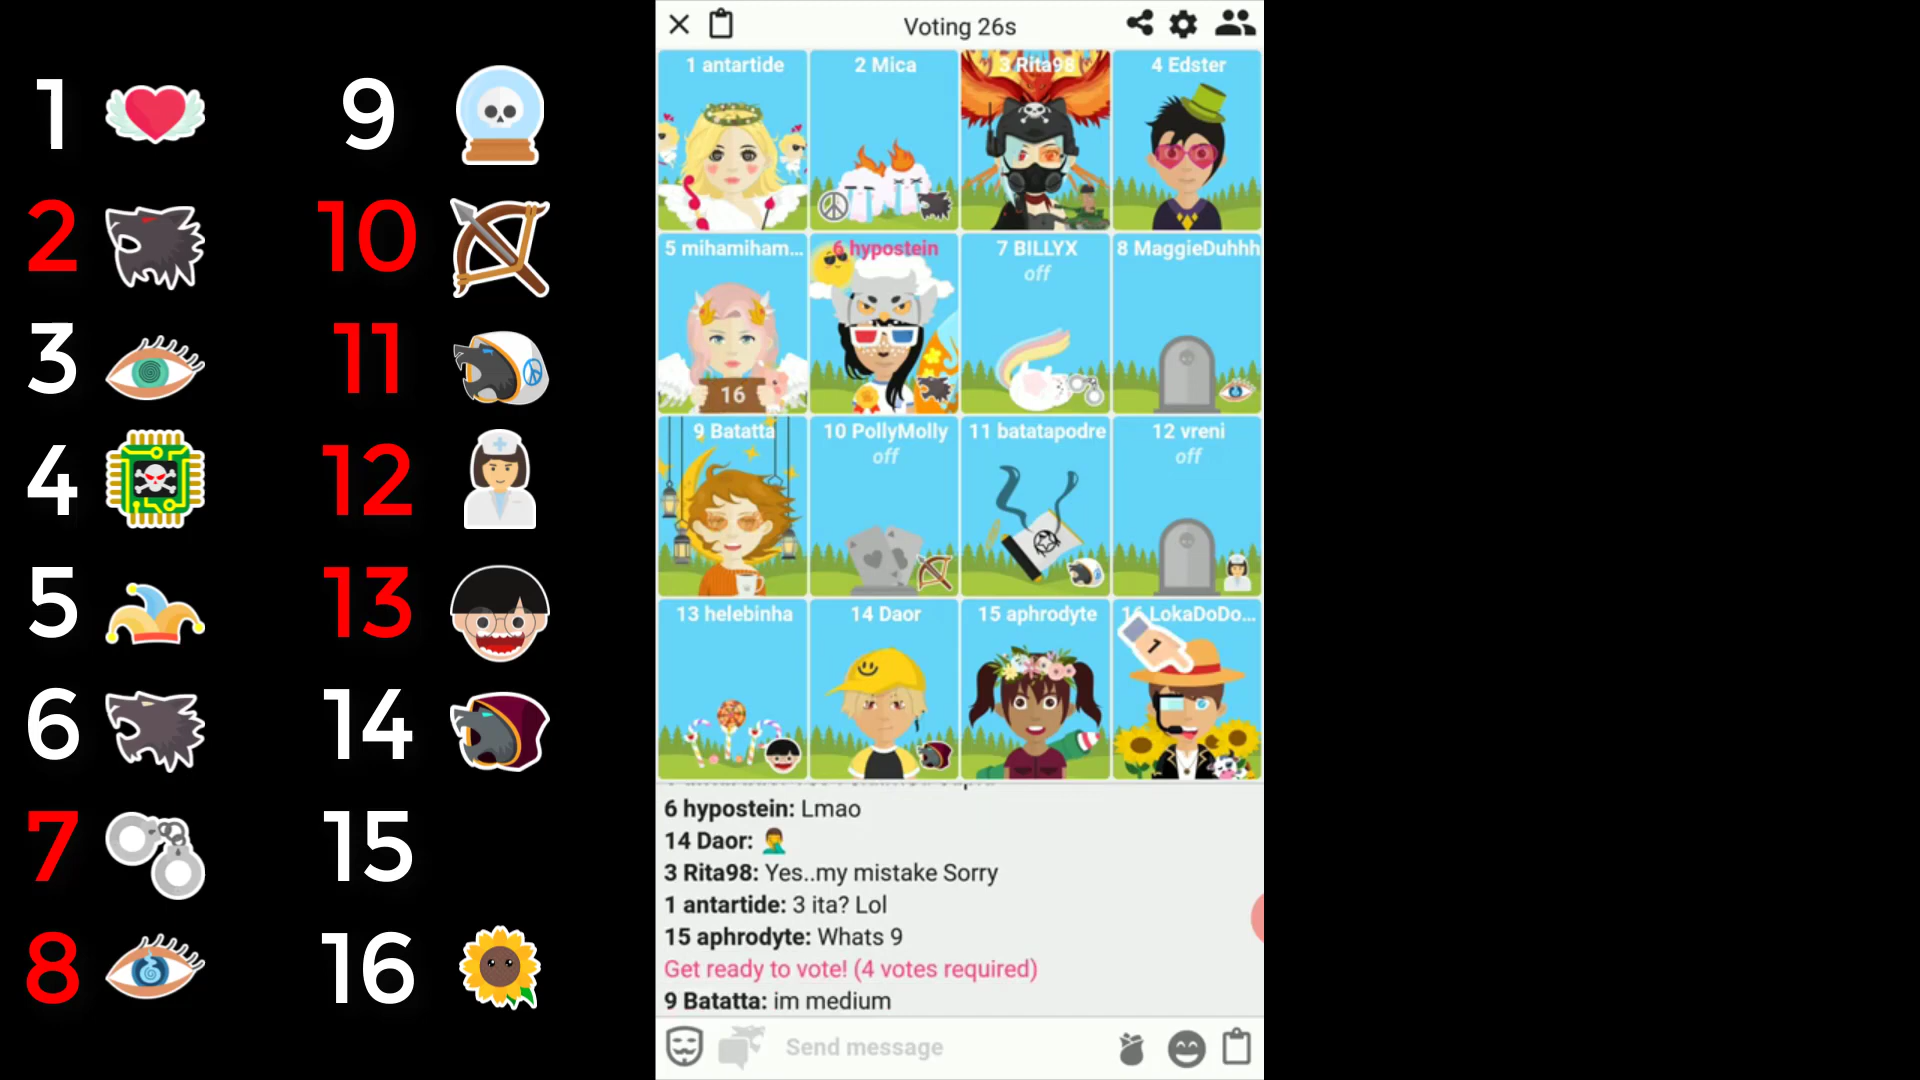 1
9
2
10
3
11
4
12
5
13
6
14
7
15
8
16
Voting 26s
1 antartide
2 Mica
3 Rita98
4 Edster
5 mihamiham...
6 hypostein
7 BILLYX
off
8 MaggieDuhhh
16
9 Batatta
10 PollyMolly
off
11 batatapodre
12 vreni
off
13 helebinha
14 Daor
15 aphrodyte
16 LokaDoDo...
1
6 hypostein: Lmao
14 Daor: 🤦‍♂️
3 Rita98: Yes..my mistake Sorry
1 antartide: 3 ita? Lol
15 aphrodyte: Whats 9
Get ready to vote! (4 votes required)
9 Batatta: im medium
Send message